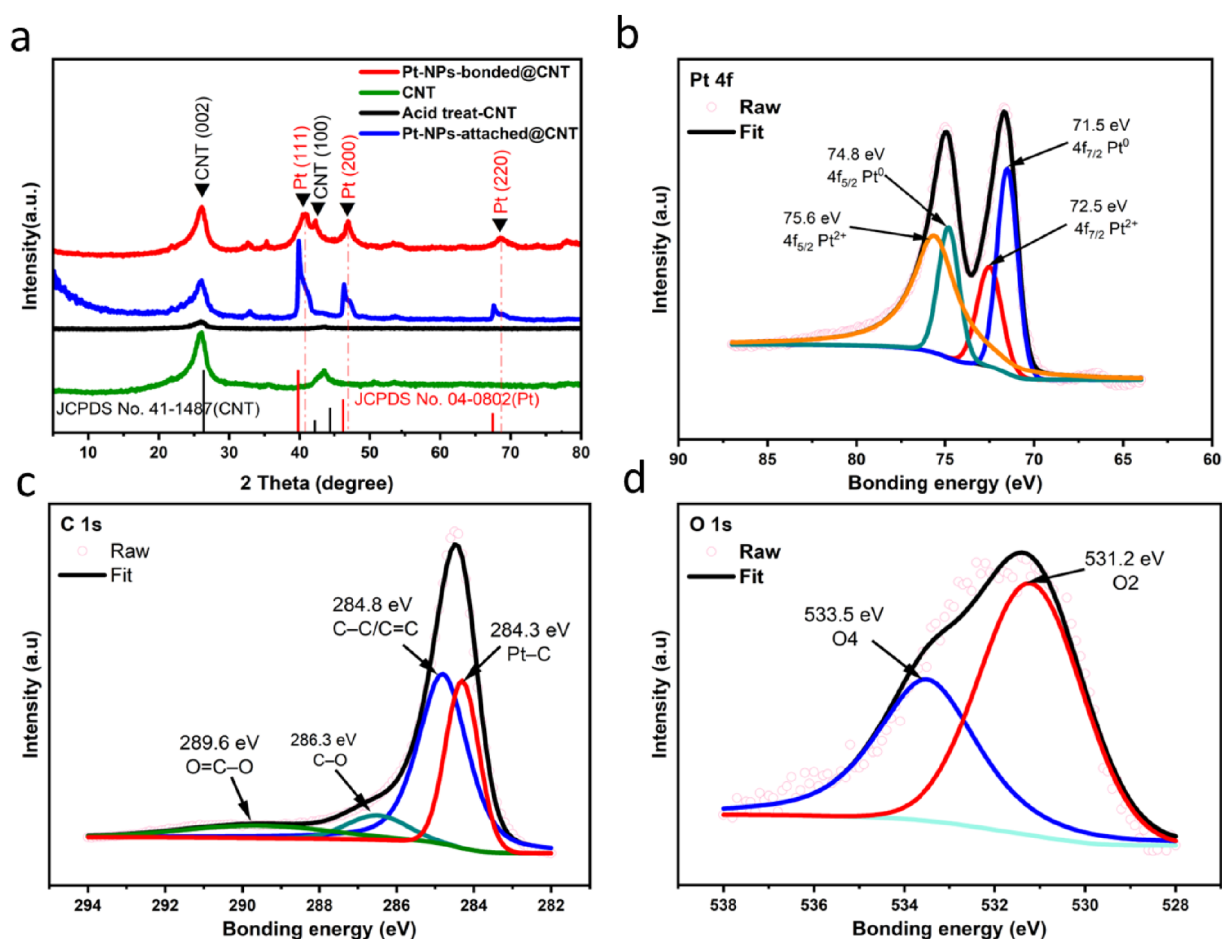 a
Pt-NPs-bonded@CNT
CNT
Acid treat-CNT
Pt-NPs-attached@CNT
CNT (002)
Pt (111)
CNT (100)
Pt (200)
Pt (220)
JCPDS No. 41-1487(CNT)
JCPDS No. 04-0802(Pt)
Intensity(a.u.)
10 20 30 40 50 60 70 80
2 Theta (degree)
b
Pt 4f
Raw
Fit
71.5 eV
4f7/2 Pt0
74.8 eV
4f5/2 Pt0
72.5 eV
4f7/2 Pt2+
75.6 eV
4f5/2 Pt2+
Intensity (a.u)
90 85 80 75 70 65 60
Bonding energy (eV)
c
C 1s
Raw
Fit
284.8 eV
C–C/C=C
284.3 eV
Pt–C
289.6 eV
O=C–O
286.3 eV
C–O
Intensity (a.u)
294 292 290 288 286 284 282
Bonding energy (eV)
d
O 1s
Raw
Fit
531.2 eV
O2
533.5 eV
O4
Intensity (a.u)
538 536 534 532 530 528
Bonding energy (eV)